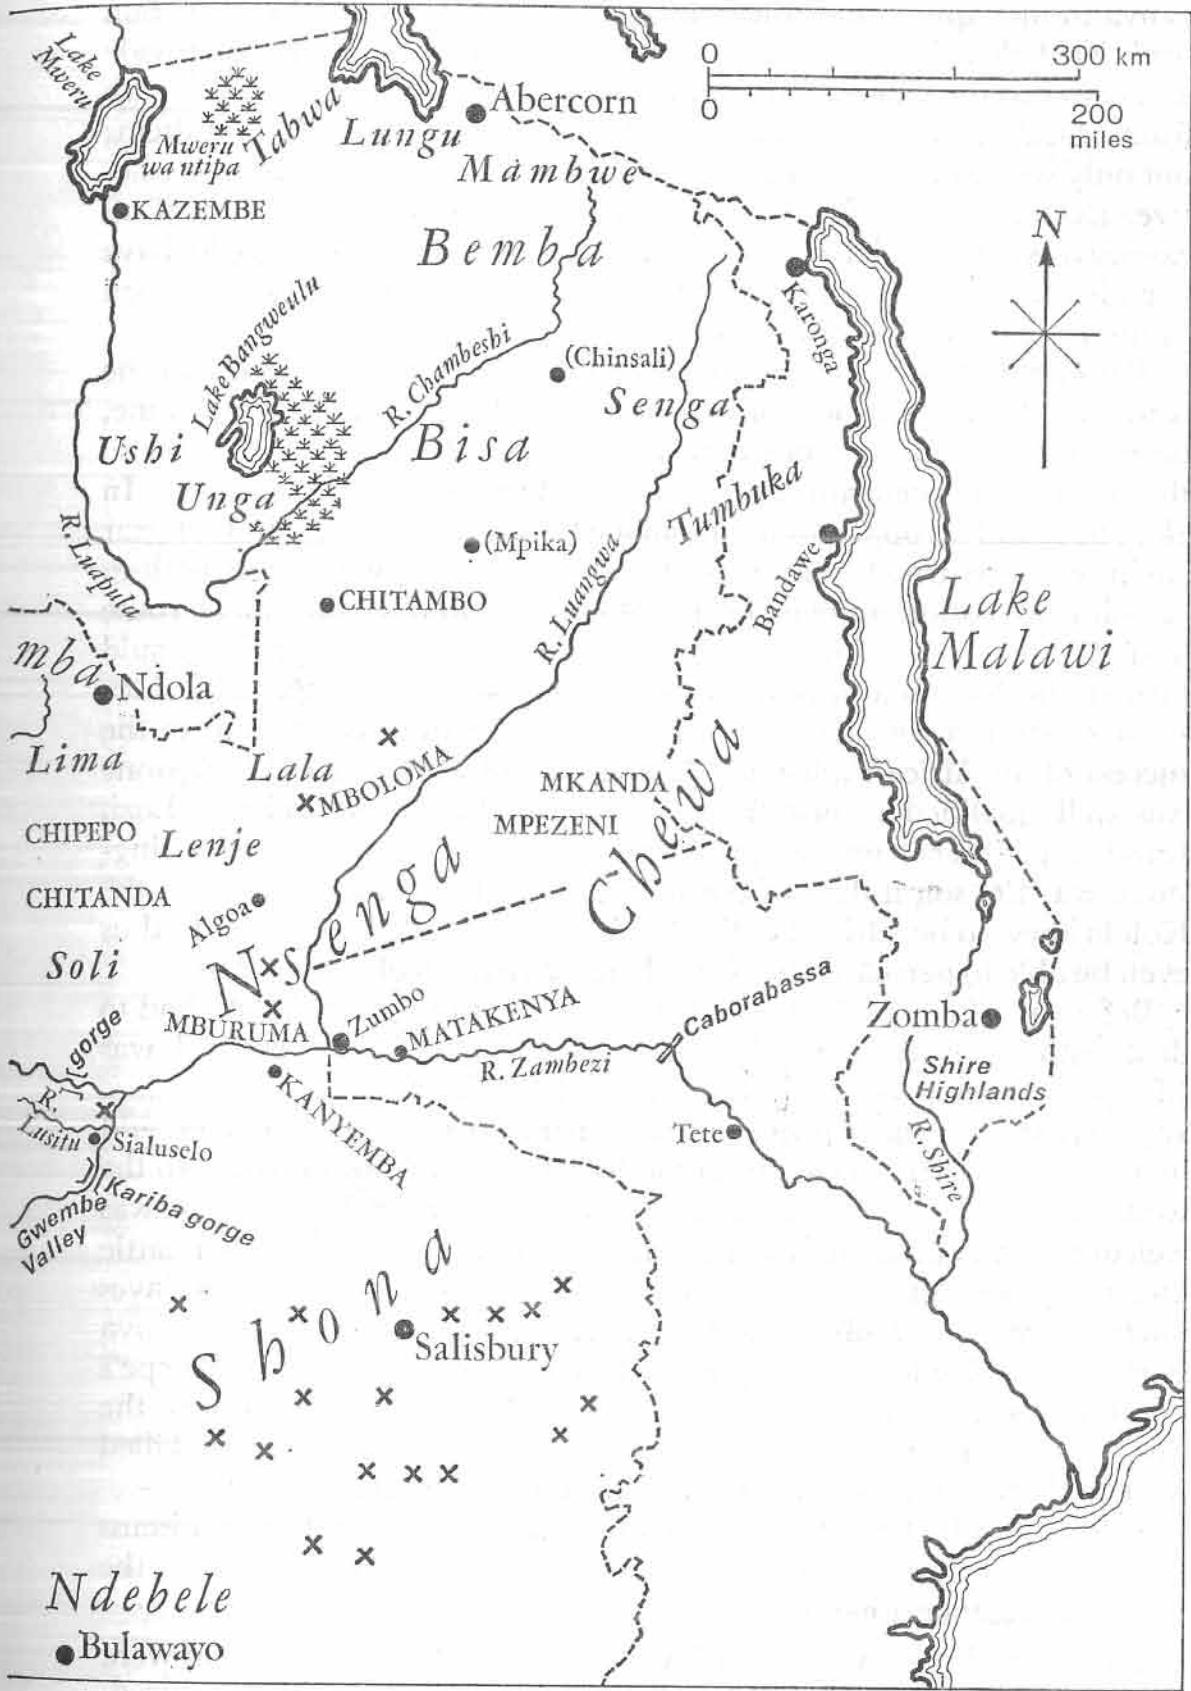 0
300 km
0
200
miles
Lake
Mweru
Mweru
wa ntipa
Tabwa
Lungu
Abercorn
Mambwe
KAZEMBE
Bemba
N
Karonga
Lake Bangweulu
R. Chambeshi
(Chinsali)
Senga
Ushi
Bisa
Unga
Tumbuka
R. Luapula
(Mpika)
R. Luangwa
Bandawe
CHITAMBO
Lake
Malawi
mba
Ndola
Lima
Lala
MBOLOMA
MKANDA
MPEZENI
Chewa
CHIPEPO
Lenje
CHITANDA
Algoa
Nsenga
Soli
MBURUMA
Zumbo
MATAKENYA
Caborabassa
Zomba
gorge
R. Zambezi
Shire
Highlands
R.
Lusitu
Sialuselo
KANYEMBA
Tete
R. Shire
Kariba gorge
Gwembe
Valley
Shona
Salisbury
Ndebele
Bulawayo